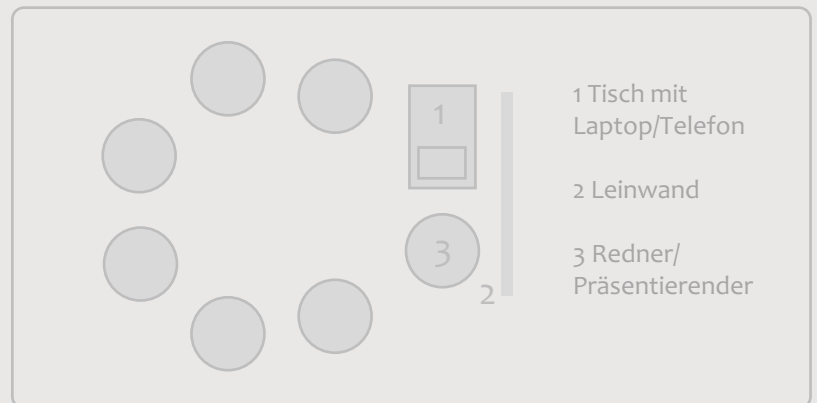 1
3
2
1 Tisch mit
Laptop/Telefon
2 Leinwand
3 Redner/
Präsentierender